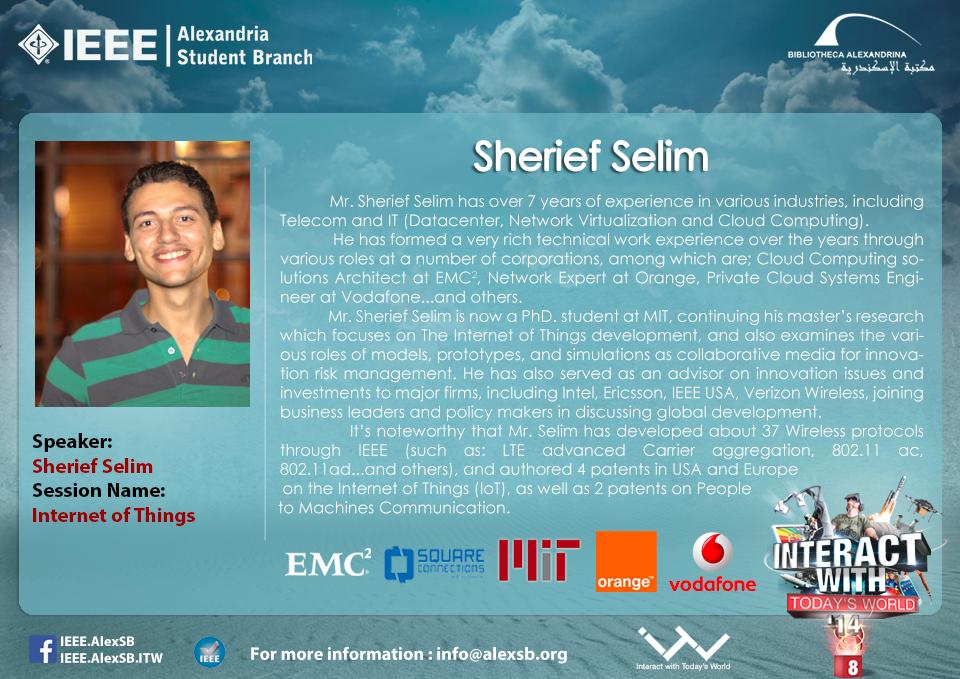 IEEE
Alexandria
Student Branch
BIBLIOTHECA ALEXANDRINA
مكتبة الإسكندرية
Sherief Selim
Mr. Sherief Selim has over 7 years of experience in various industries, including
Telecom and IT (Datacenter, Network Virtualization and Cloud Computing).
He has formed a very rich technical work experience over the years through
various roles at a number of corporations, among which are; Cloud Computing so-
lutions Architect at EMC², Network Expert at Orange, Private Cloud Systems Engi-
neer at Vodafone...and others.
Mr. Sherief Selim is now a PhD. student at MIT, continuing his master's research
which focuses on The Internet of Things development, and also examines the vari-
ous roles of models, prototypes, and simulations as collaborative media for innova-
tion risk management. He has also served as an advisor on innovation issues and
investments to major firms, including Intel, Ericsson, IEEE USA, Verizon Wireless, joining
business leaders and policy makers in discussing global development.
It's noteworthy that Mr. Selim has developed about 37 Wireless protocols
through IEEE (such as: LTE advanced Carrier aggregation, 802.11 ac,
802.11ad...and others), and authored 4 patents in USA and Europe
on the Internet of Things (IoT), as well as 2 patents on People
to Machines Communication.
Speaker:
Sherief Selim
Session Name:
Internet of Things
EMC²
SQUARE
CONNECTIONS
MIT
orange™
vodafone
INTERACT
WITH
TODAY'S WORLD
'14
8
IEEE.AlexSB
IEEE.AlexSB.ITW
IEEE
For more information : info@alexsb.org
Interact with Today's World